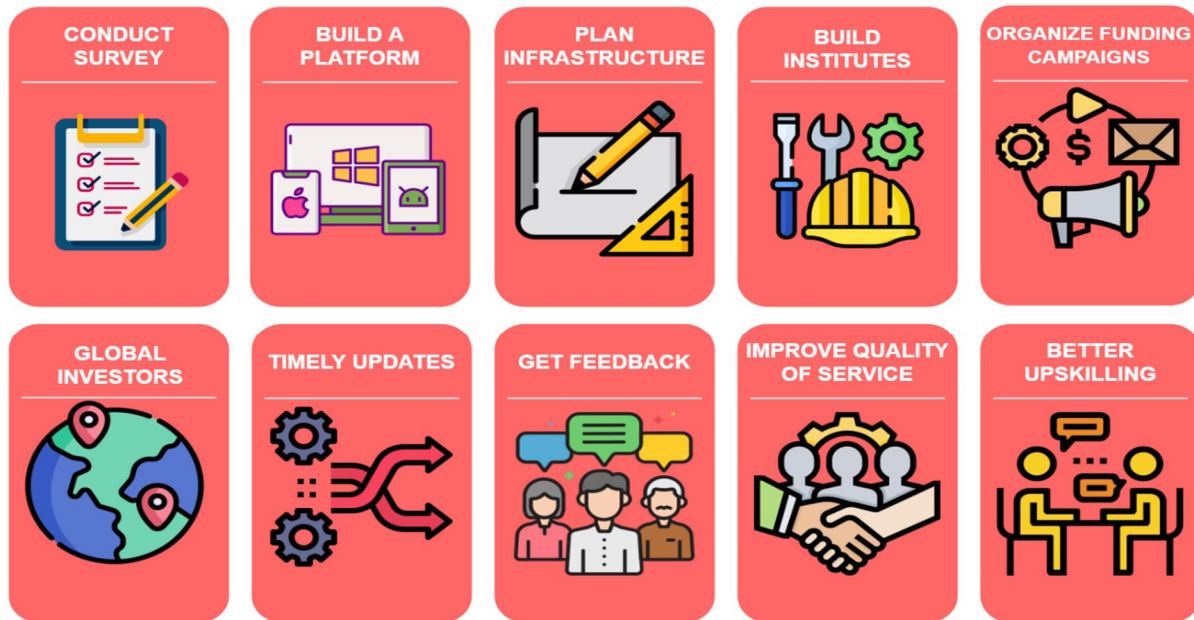 CONDUCT
SURVEY
BUILD A
PLATFORM
PLAN
INFRASTRUCTURE
BUILD
INSTITUTES
ORGANIZE FUNDING
CAMPAIGNS
$
GLOBAL
INVESTORS
TIMELY UPDATES
GET FEEDBACK
IMPROVE QUALITY
OF SERVICE
BETTER
UPSKILLING